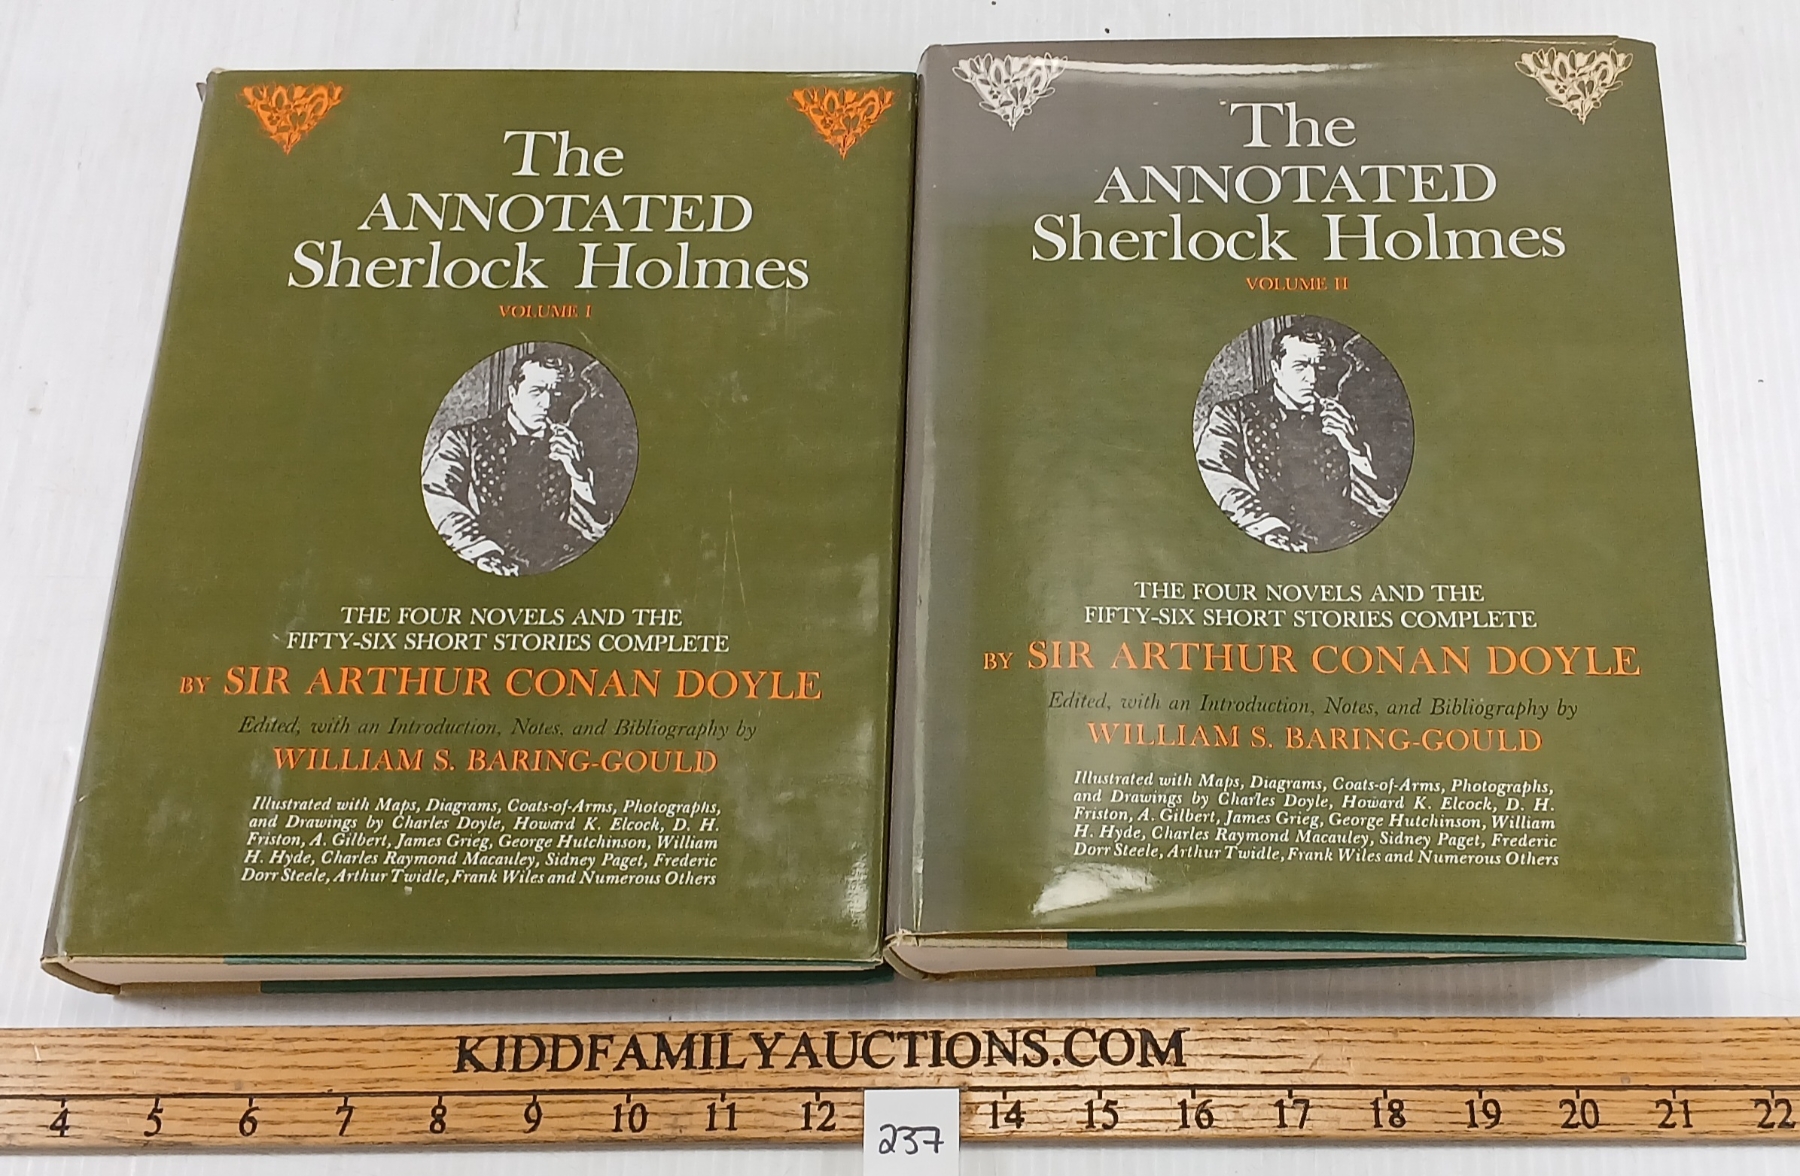 The
ANNOTATED
Sherlock Holmes
VOLUME I
THE FOUR NOVELS AND THE
FIFTY-SIX SHORT STORIES COMPLETE
BY SIR ARTHUR CONAN DOYLE
Edited, with an Introduction, Notes, and Bibliography by
WILLIAM S. BARING-GOULD
Illustrated with Maps, Diagrams, Coats-of-Arms, Photographs,
and Drawings by Charles Doyle, Howard K. Elcock, D. H.
Friston, A. Gilbert, James Grieg, George Hutchinson, William
H. Hyde, Charles Raymond Macauley, Sidney Paget, Frederic
Dorr Steele, Arthur Twidle, Frank Wiles and Numerous Others
The
ANNOTATED
Sherlock Holmes
VOLUME II
THE FOUR NOVELS AND THE
FIFTY-SIX SHORT STORIES COMPLETE
BY SIR ARTHUR CONAN DOYLE
Edited, with an Introduction, Notes, and Bibliography by
WILLIAM S. BARING-GOULD
Illustrated with Maps, Diagrams, Coats-of-Arms, Photographs,
and Drawings by Charles Doyle, Howard K. Elcock, D. H.
Friston, A. Gilbert, James Grieg, George Hutchinson, William
H. Hyde, Charles Raymond Macauley, Sidney Paget, Frederic
Dorr Steele, Arthur Twidle, Frank Wiles and Numerous Others
KIDDFAMILYAUCTIONS.COM
4 5 6 7 8 9 10 11 12 14 15 16 17 18 19 20 21 22
237